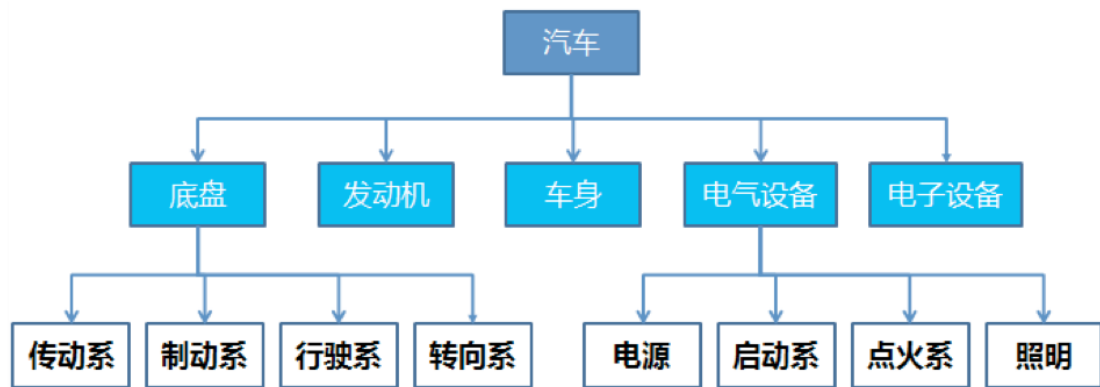 汽车
底盘
发动机
车身
电气设备
电子设备
传动系
制动系
行驶系
转向系
电源
启动系
点火系
照明